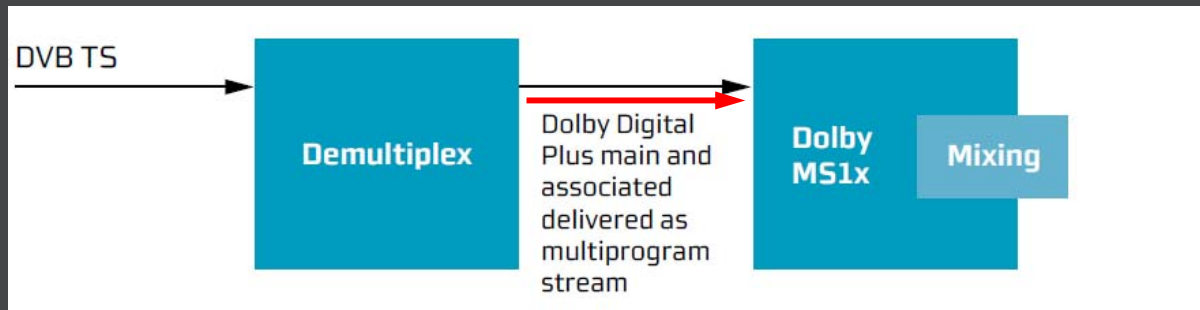 DVB TS
Demultiplex
Dolby Digital
Plus main and
associated
delivered as
multiprogram
stream
Dolby
MS1x
Mixing